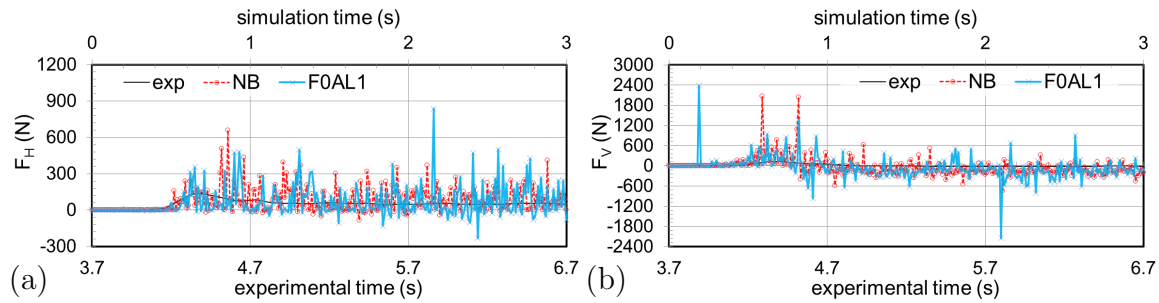 simulation time (s)
0 1 2 3
1200
900
600
300
0
-300
F_H (N)
exp NB F0AL1
3.7 4.7 5.7 6.7
experimental time (s)
(a)
simulation time (s)
0 1 2 3
3000
2400
1800
1200
600
0
-600
-1200
-1800
-2400
F_V (N)
exp NB F0AL1
3.7 4.7 5.7 6.7
experimental time (s)
(b)